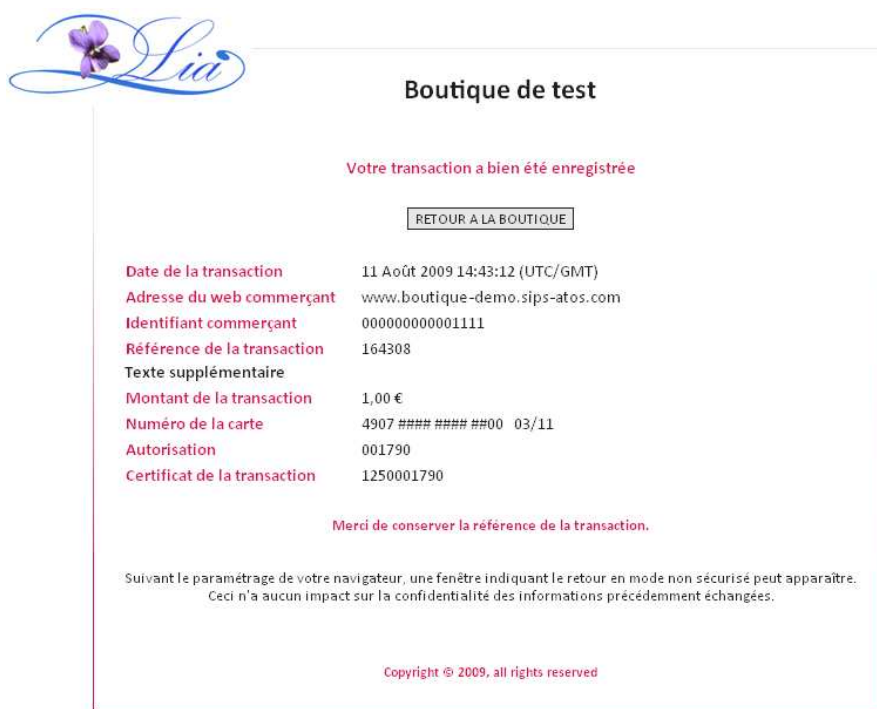 Lia
Boutique de test
Votre transaction a bien été enregistrée
RETOUR A LA BOUTIQUE
Date de la transaction 11 Août 2009 14:43:12 (UTC/GMT)
Adresse du web commerçant www.boutique-demo.sips-atos.com
Identifiant commerçant 000000000001111
Référence de la transaction 164308
Texte supplémentaire
Montant de la transaction 1,00 €
Numéro de la carte 4907 #### #### ##00 03/11
Autorisation 001790
Certificat de la transaction 1250001790
Merci de conserver la référence de la transaction.
Suivant le paramétrage de votre navigateur, une fenêtre indiquant le retour en mode non sécurisé peut apparaître.
Ceci n'a aucun impact sur la confidentialité des informations précédemment échangées.
Copyright © 2009, all rights reserved